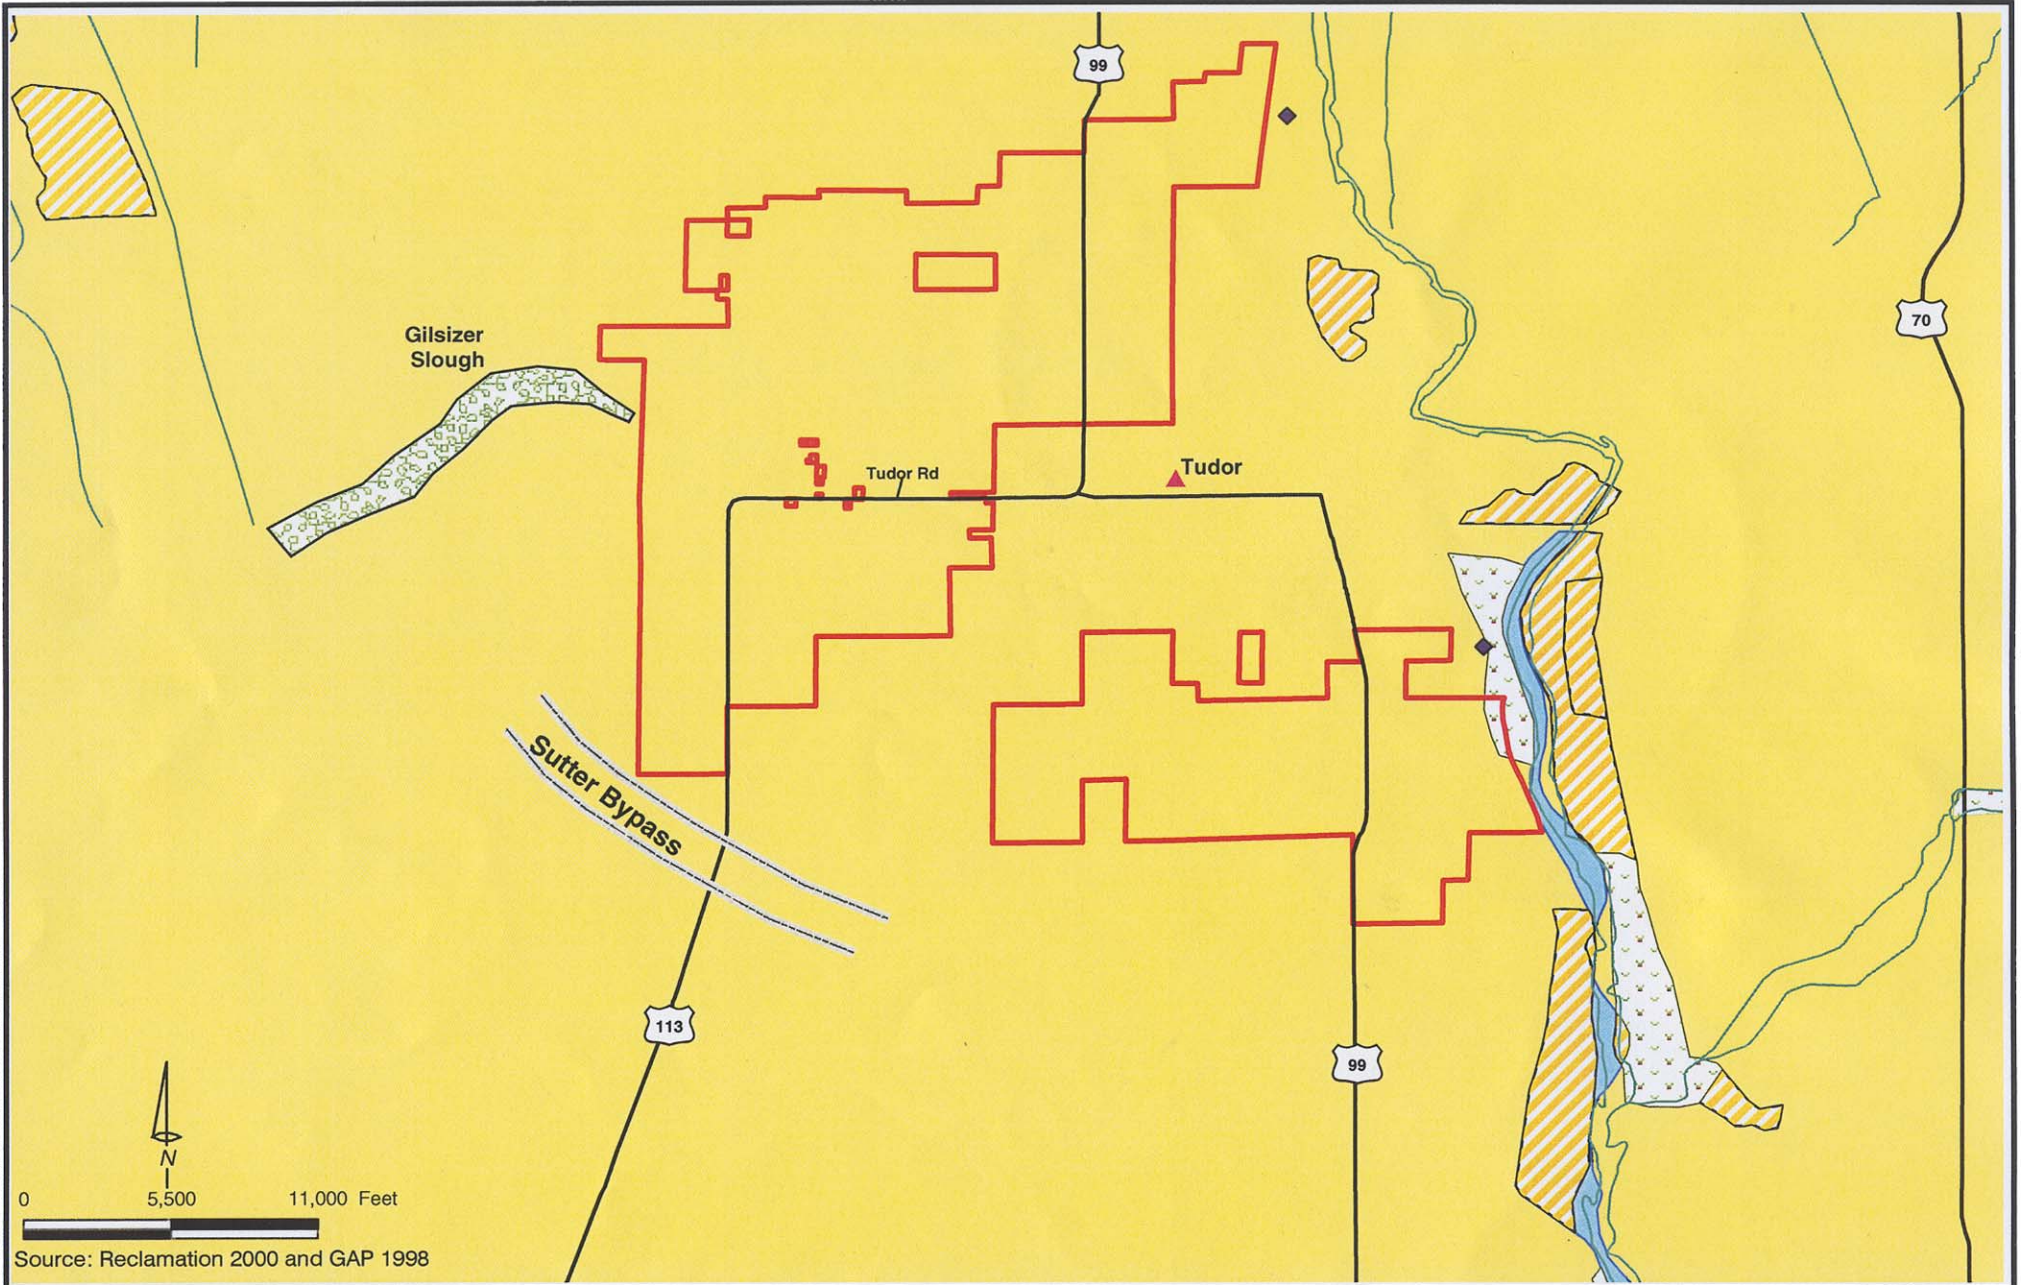 99
70
Gilsizer
Slough
Tudor Rd
Tudor
Sutter Bypass
113
99
N
0 5,500 11,000 Feet
Source: Reclamation 2000 and GAP 1998